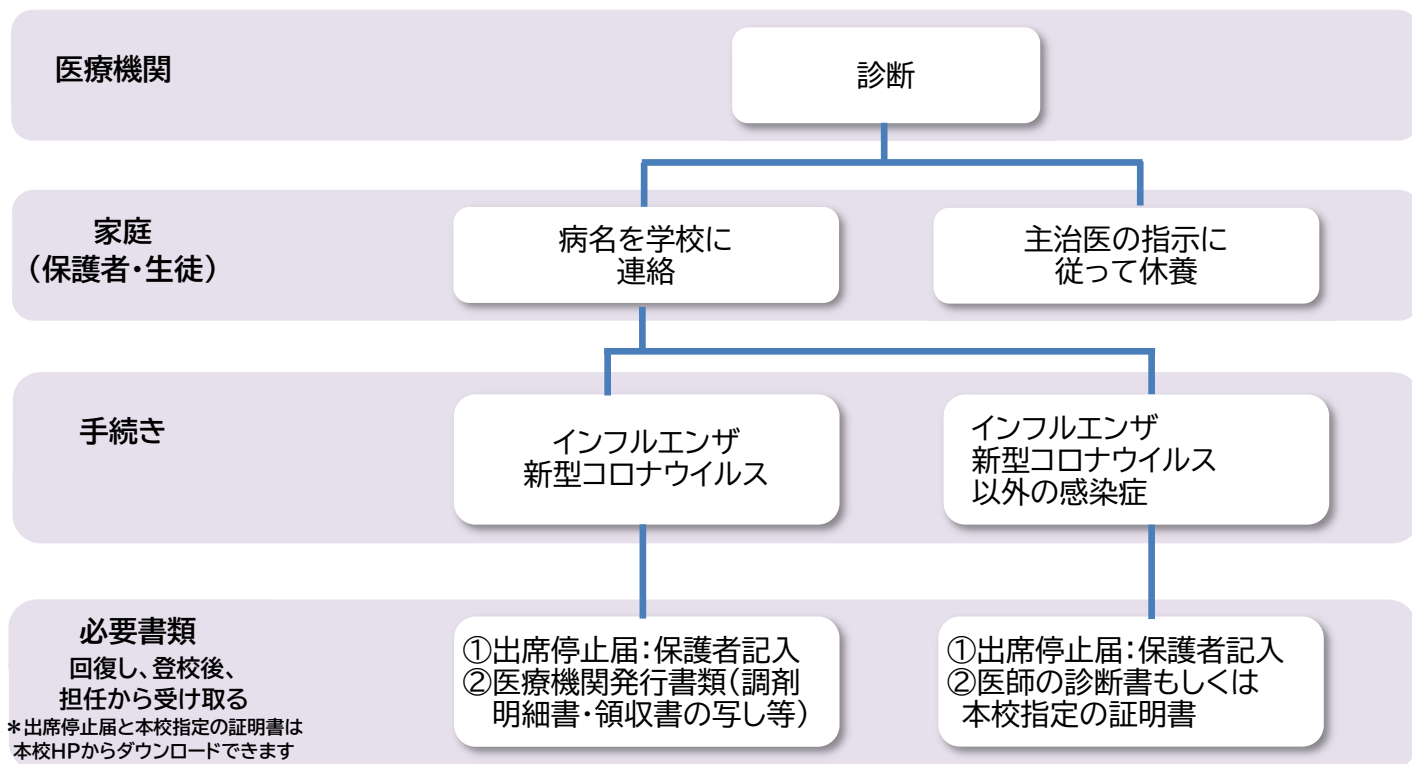 医療機関
診断
家庭
(保護者・生徒)
病名を学校に
連絡
主治医の指示に
従って休養
手続き
インフルエンザ
新型コロナウイルス
インフルエンザ
新型コロナウイルス
以外の感染症
必要書類
回復し、登校後、
担任から受け取る
*出席停止届と本校指定の証明書は
本校HPからダウンロードできます
①出席停止届:保護者記入
②医療機関発行書類(調剤
明細書・領収書の写し等)
①出席停止届:保護者記入
②医師の診断書もしくは
本校指定の証明書